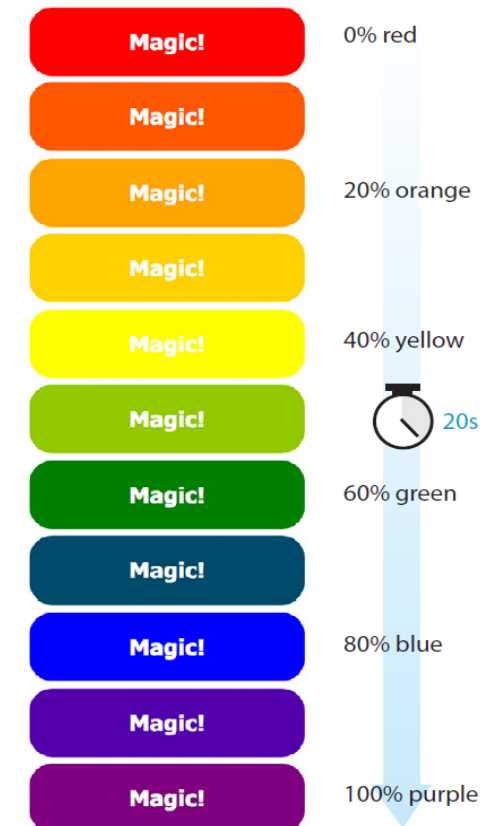 Magic! 0% red
Magic!
Magic! 20% orange
Magic!
Magic! 40% yellow
Magic! 20s
Magic! 60% green
Magic!
Magic! 80% blue
Magic!
Magic! 100% purple